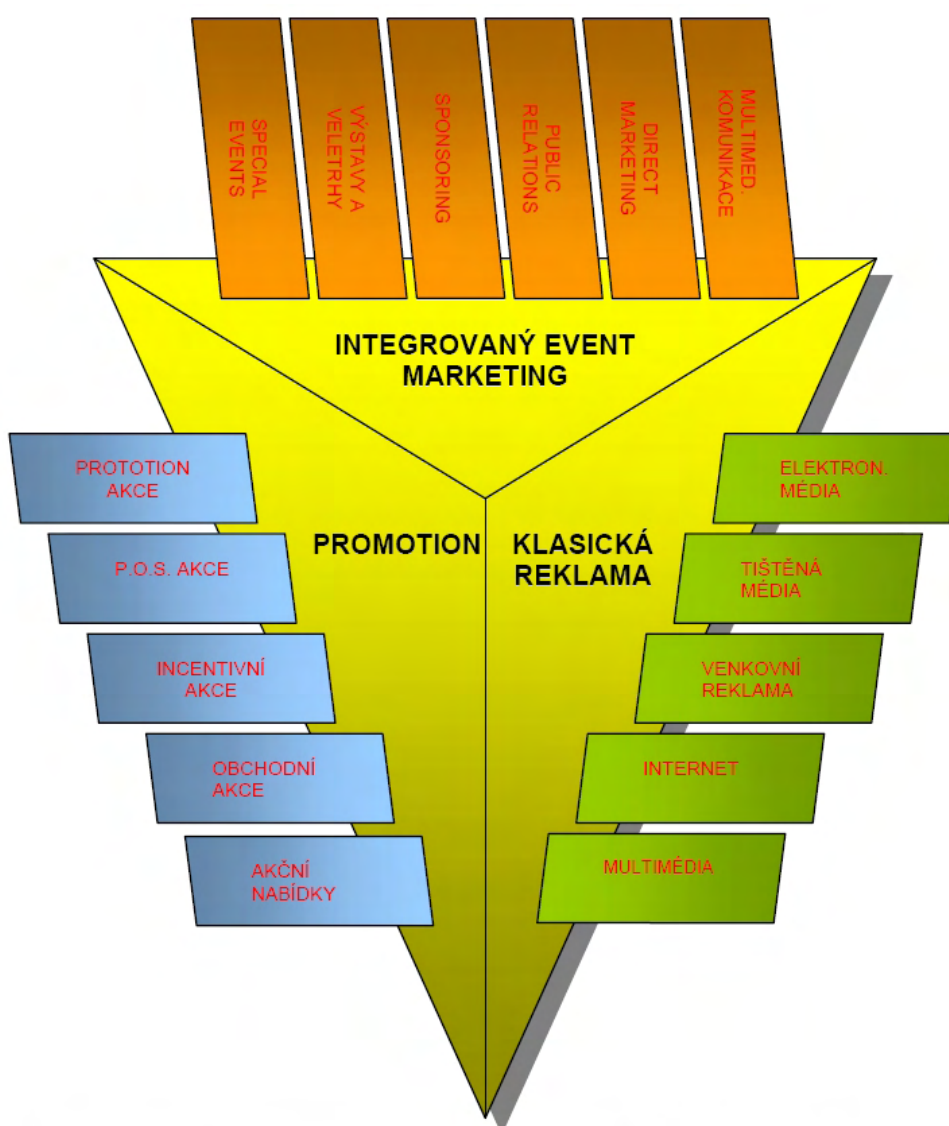 SPECIAL
EVENTS
VÝSTAVY A
VELETRHY
SPONSORING
PUBLIC
RELATIONS
DIRECT
MARKETING
MULTIMED.
KOMUNIKACE
INTEGROVANÝ EVENT
MARKETING
PROMOTION
KLASICKÁ
REKLAMA
PROTOTION
AKCE
P.O.S. AKCE
INCENTIVNÍ
AKCE
OBCHODNÍ
AKCE
AKČNÍ
NABÍDKY
ELEKTRON.
MÉDIA
TIŠTĚNÁ
MÉDIA
VENKOVNÍ
REKLAMA
INTERNET
MULTIMÉDIA